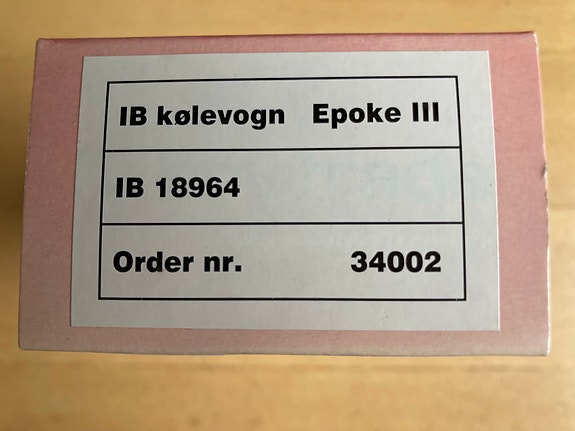 IB kølevogn Epoke III
IB 18964
Order nr. 34002